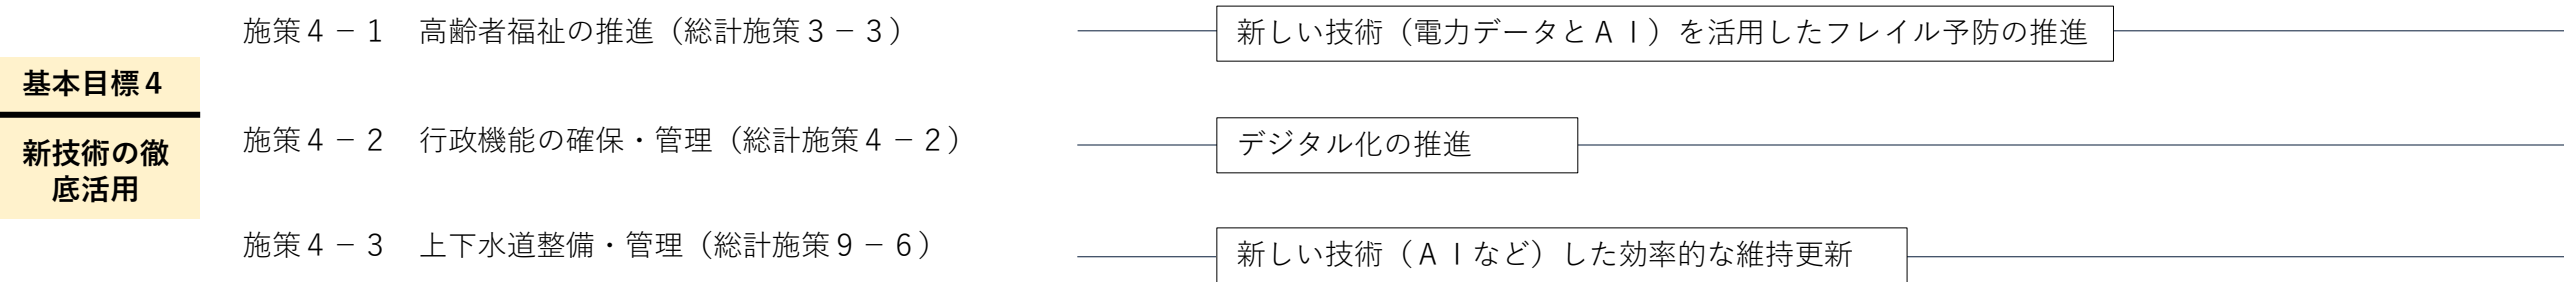 施策４－１　高齢者福祉の推進（総計施策３－３）
新しい技術（電力データとＡＩ）を活用したフレイル予防の推進
基本目標４
新技術の徹
底活用
施策４－２　行政機能の確保・管理（総計施策４－２）
デジタル化の推進
施策４－３　上下水道整備・管理（総計施策９－６）
新しい技術（ＡＩなど）した効率的な維持更新